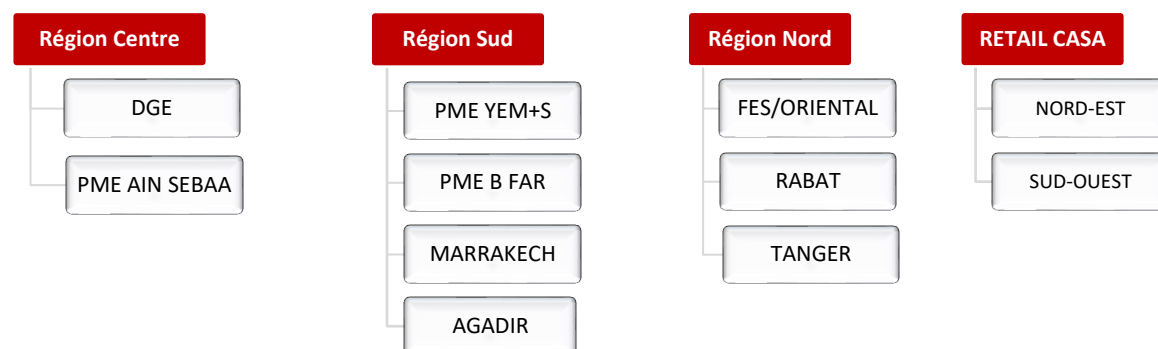 Région Centre
DGE
PME AIN SEBAA
Région Sud
PME YEM+S
PME B FAR
MARRAKECH
AGADIR
Région Nord
FES/ORIENTAL
RABAT
TANGER
RETAIL CASA
NORD-EST
SUD-OUEST